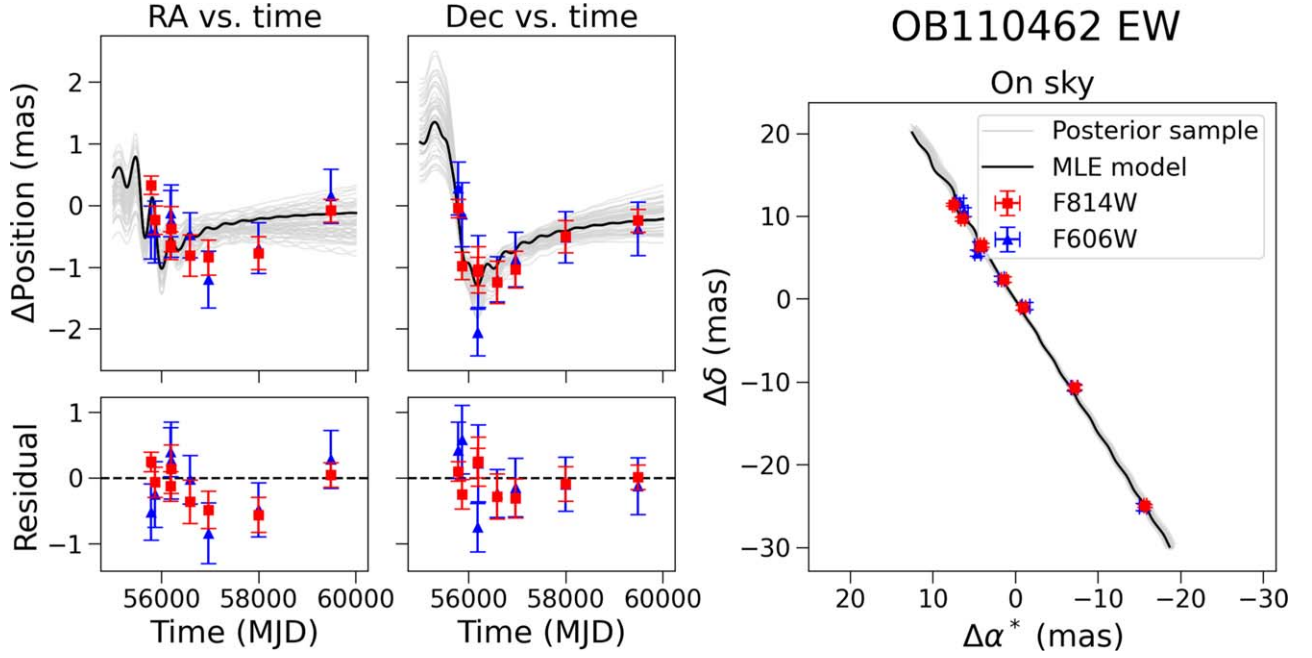 RA vs. time
Dec vs. time
OB110462 EW
ΔPosition (mas)
2
1
0
−1
−2
Residual
1
0
−1
56000 58000 60000
Time (MJD)
56000 58000 60000
Time (MJD)
On sky
Posterior sample
MLE model
F814W
F606W
Δδ (mas)
20
10
0
−10
−20
−30
20 10 0 −10 −20 −30
Δα* (mas)